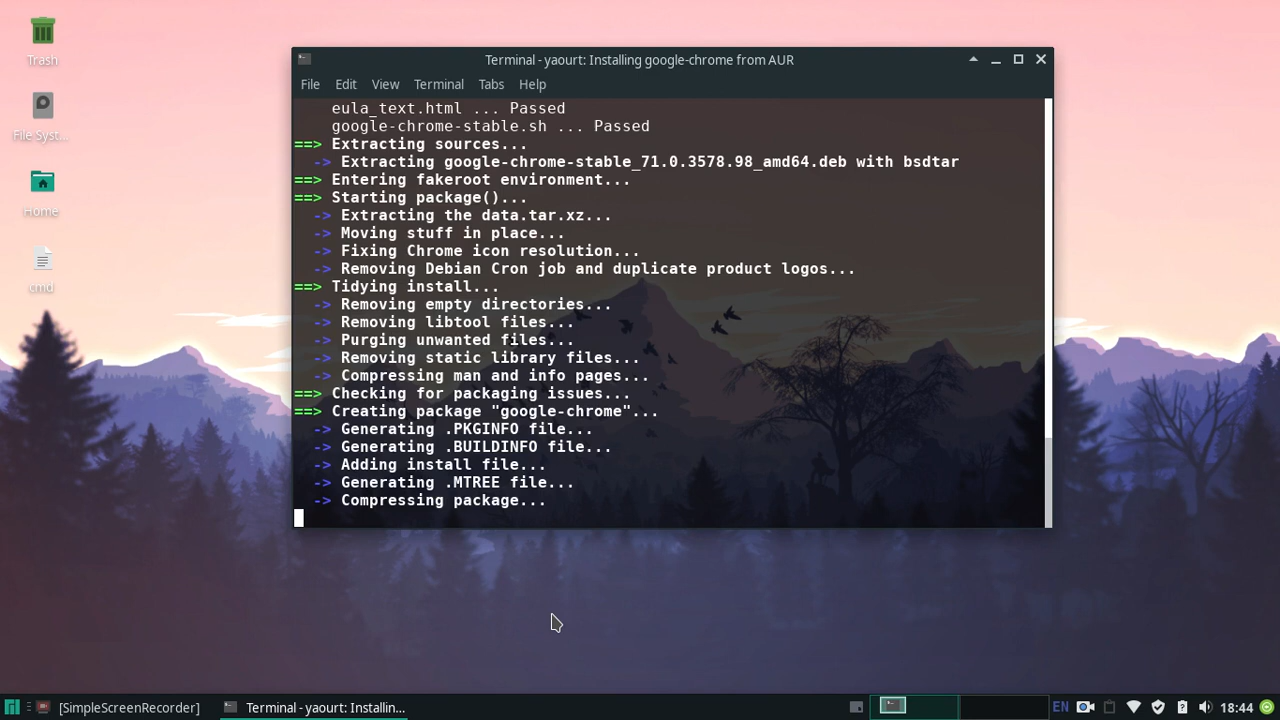 Trash
File Syst...
Home
cmd
Terminal - yaourt: Installing google-chrome from AUR
File Edit View Terminal Tabs Help
eula_text.html ... Passed
google-chrome-stable.sh ... Passed
==> Extracting sources...
-> Extracting google-chrome-stable_71.0.3578.98_amd64.deb with bsdtar
==> Entering fakeroot environment...
==> Starting package()...
-> Extracting the data.tar.xz...
-> Moving stuff in place...
-> Fixing Chrome icon resolution...
-> Removing Debian Cron job and duplicate product logos...
==> Tidying install...
-> Removing empty directories...
-> Removing libtool files...
-> Purging unwanted files...
-> Removing static library files...
-> Compressing man and info pages...
==> Checking for packaging issues...
==> Creating package "google-chrome"...
-> Generating .PKGINFO file...
-> Generating .BUILDINFO file...
-> Adding install file...
-> Generating .MTREE file...
-> Compressing package...
[SimpleScreenRecorder] Terminal - yaourt: Installin... EN 18:44